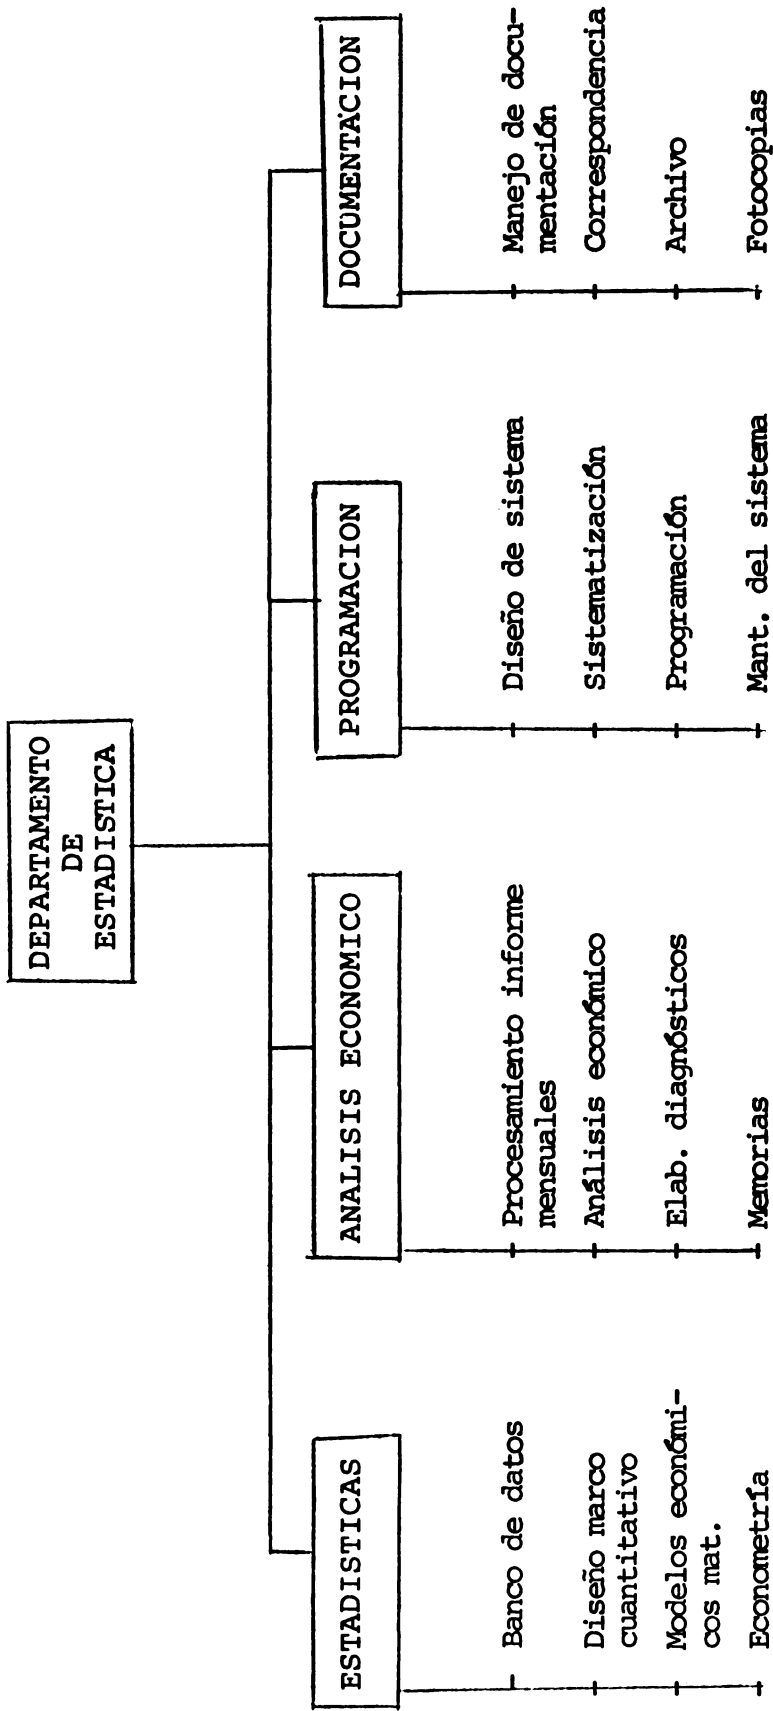 DEPARTAMENTO
DE
ESTADISTICA
ESTADISTICAS
Banco de datos
Diseño marco
cuantitativo
Modelos económi-
cos mat.
Econometría
ANALISIS ECONOMICO
Procesamiento informe
mensuales
Análisis económico
Elab. diagnósticos
Memorias
PROGRAMACION
Diseño de sistema
Sistematización
Programación
Mant. del sistema
DOCUMENTACION
Manejo de docu-
mentación
Correspondencia
Archivo
Fotocopias